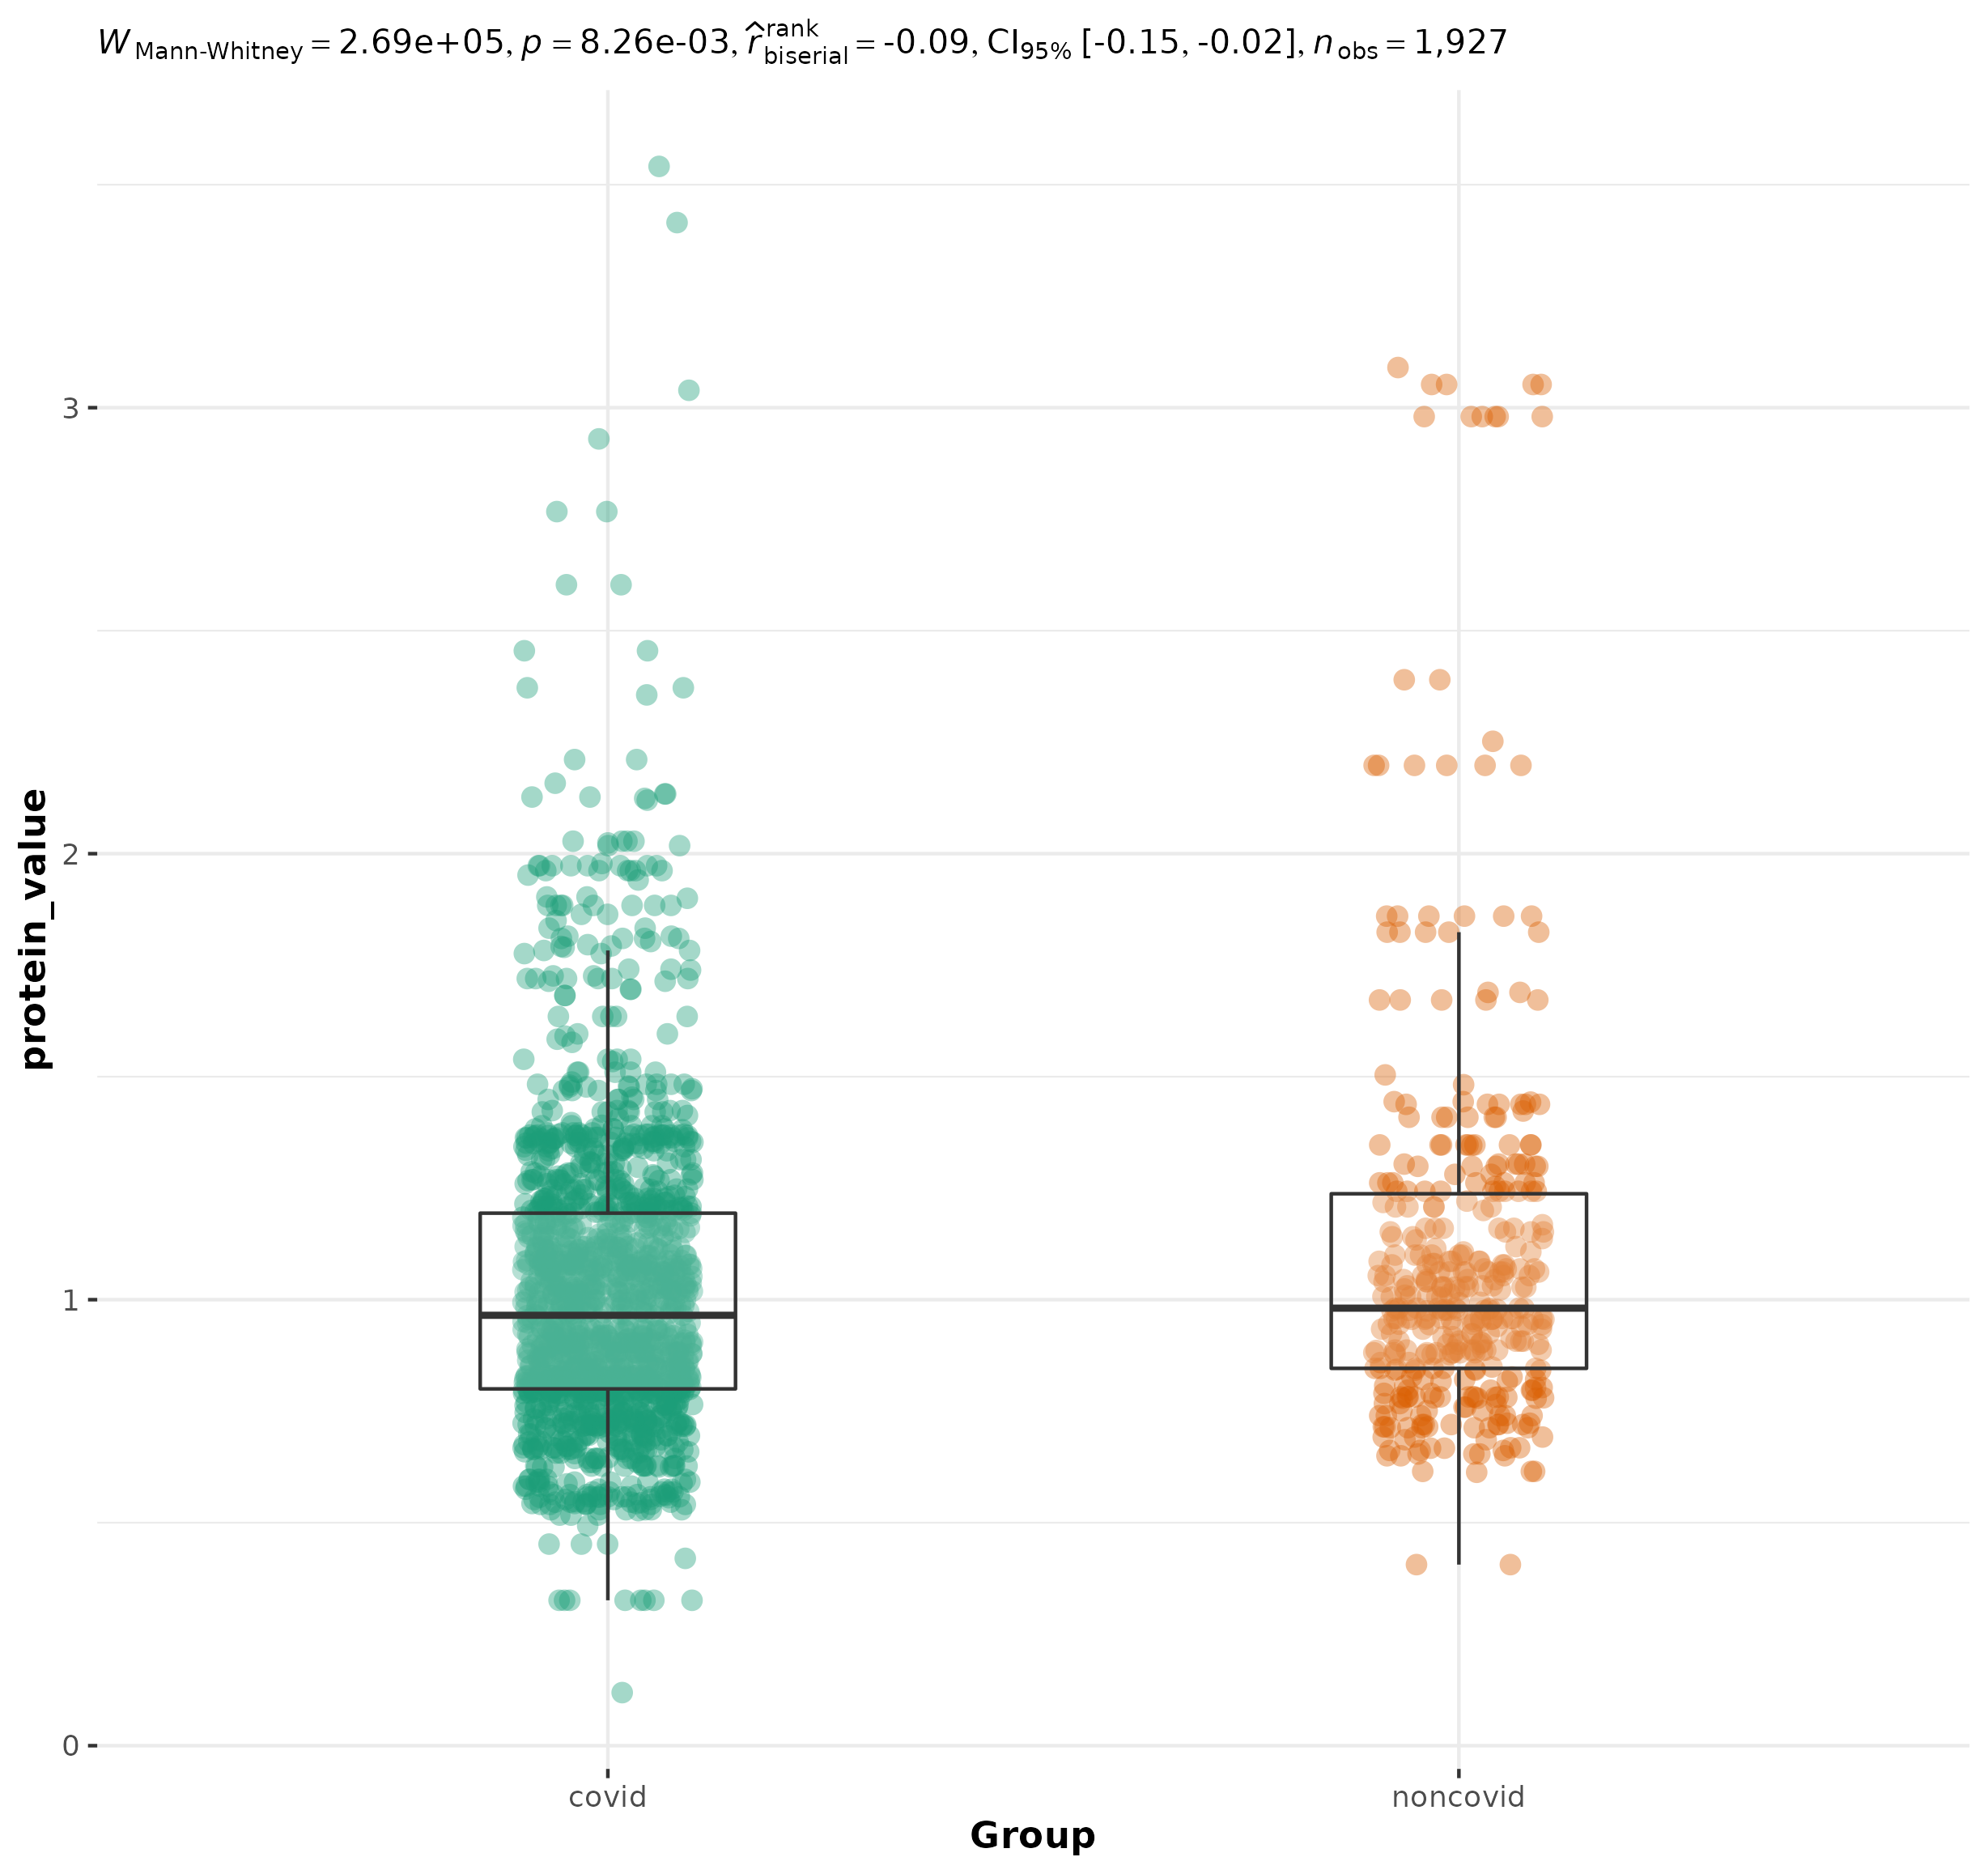 W Mann-Whitney = 2.69e+05, p = 8.26e-03, r̂ rank biserial = -0.09, CI95% [-0.15, -0.02], n obs = 1,927
3
2
1
0
protein_value
covid
noncovid
Group